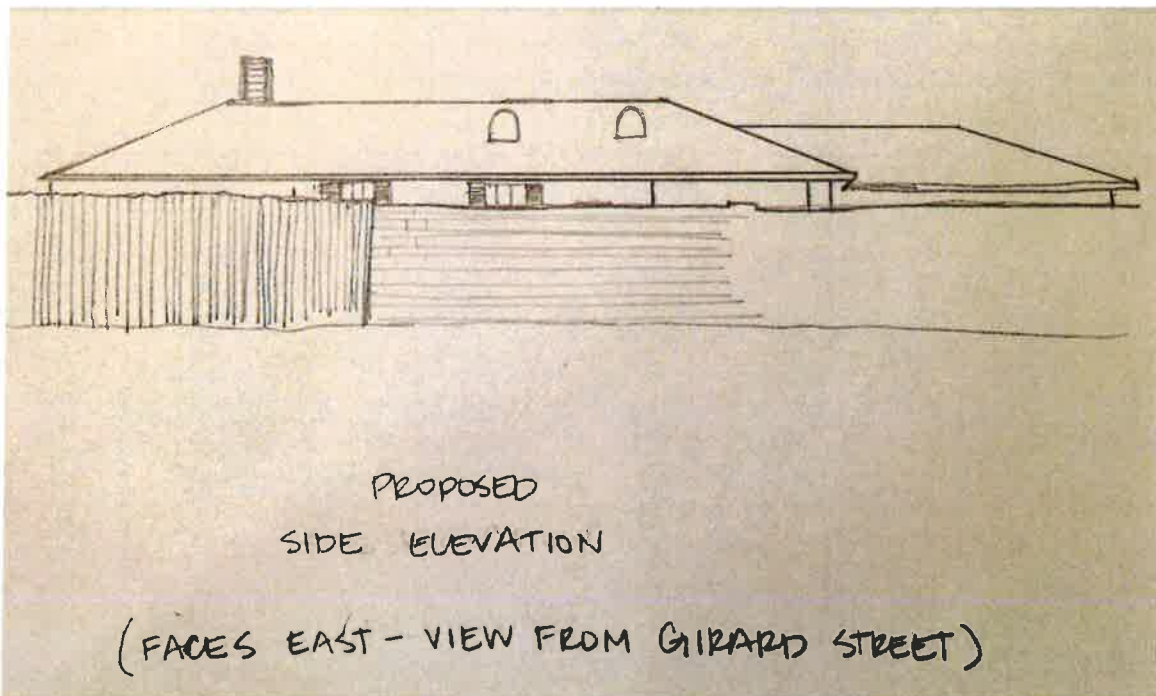 PROPOSED
SIDE ELEVATION
(FACES EAST - VIEW FROM GIRARD STREET)